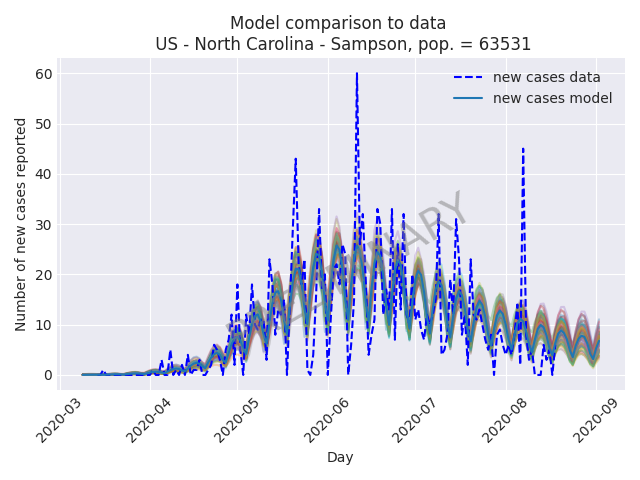 Model comparison to data
US - North Carolina - Sampson, pop. = 63531
new cases data
new cases model
Number of new cases reported
60
50
40
30
20
10
0
2020-03
2020-04
2020-05
2020-06
2020-07
2020-08
2020-09
Day